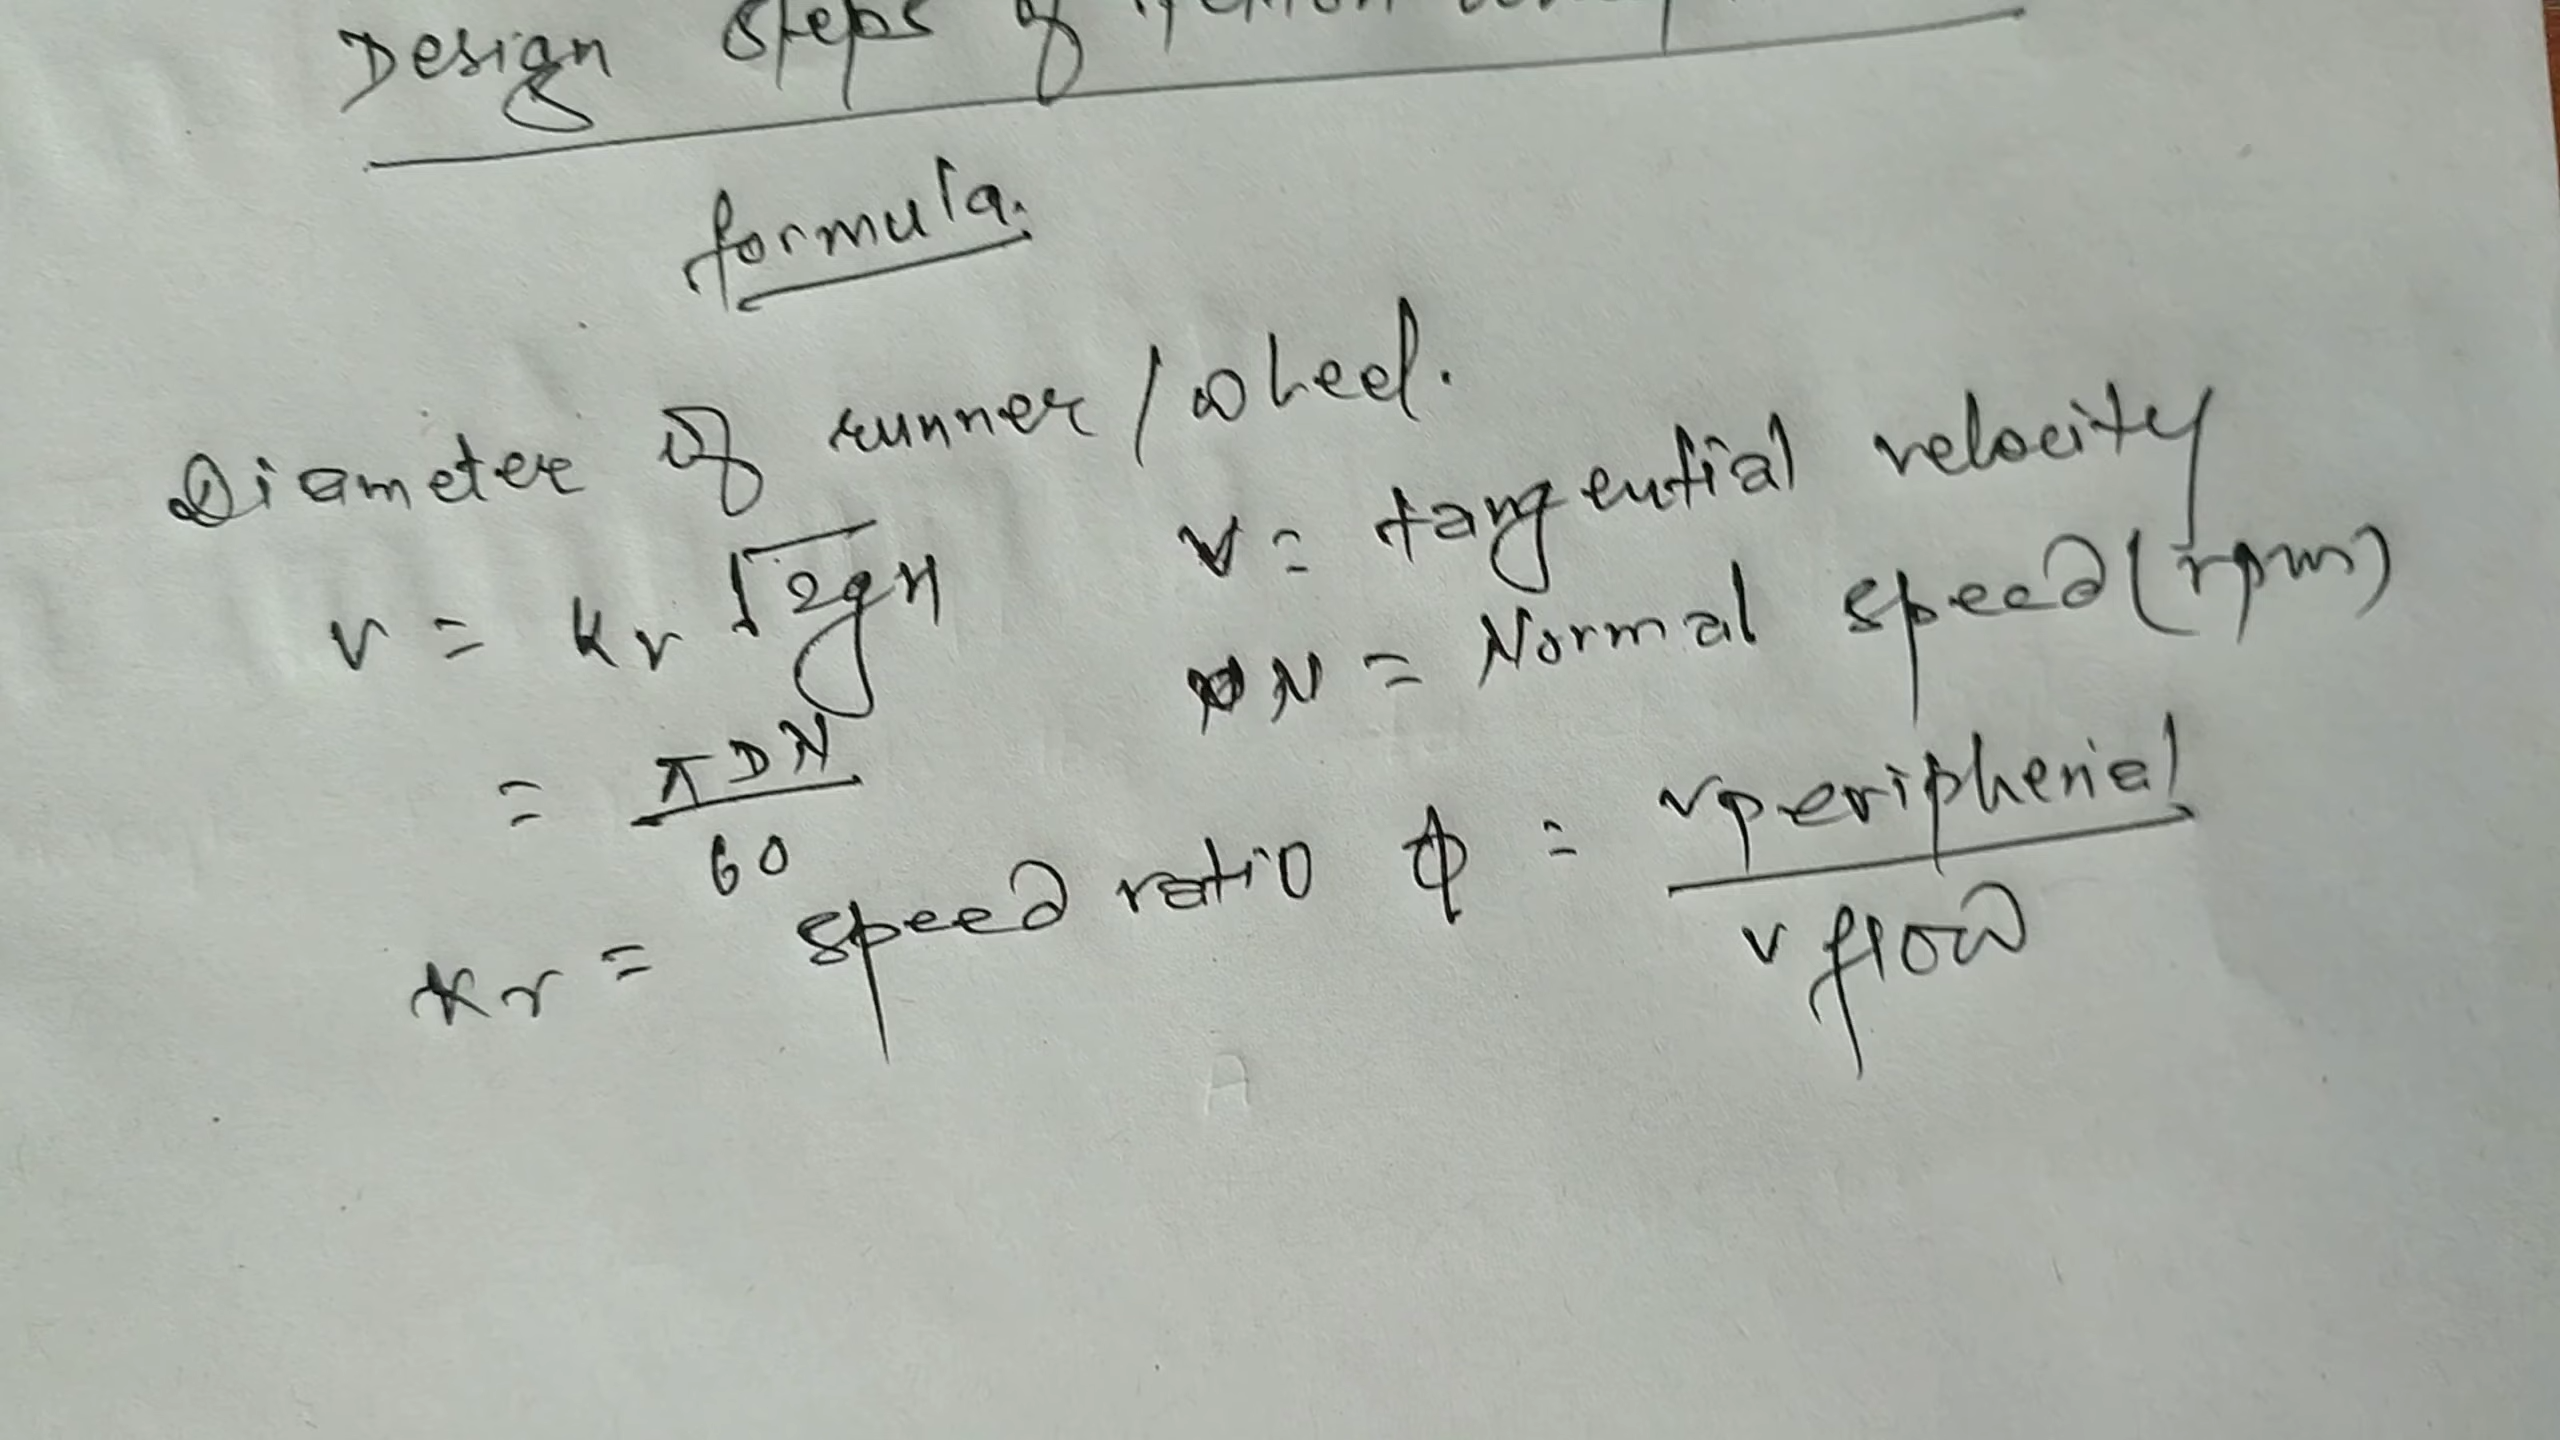 Design steps of
formula.
Diameter of runner / wheel.
v = kv √2gH    v = tangential velocity
= πDN / 60    N = Normal speed (rpm)
kv = speed ratio ϕ = vperipherial / v flow